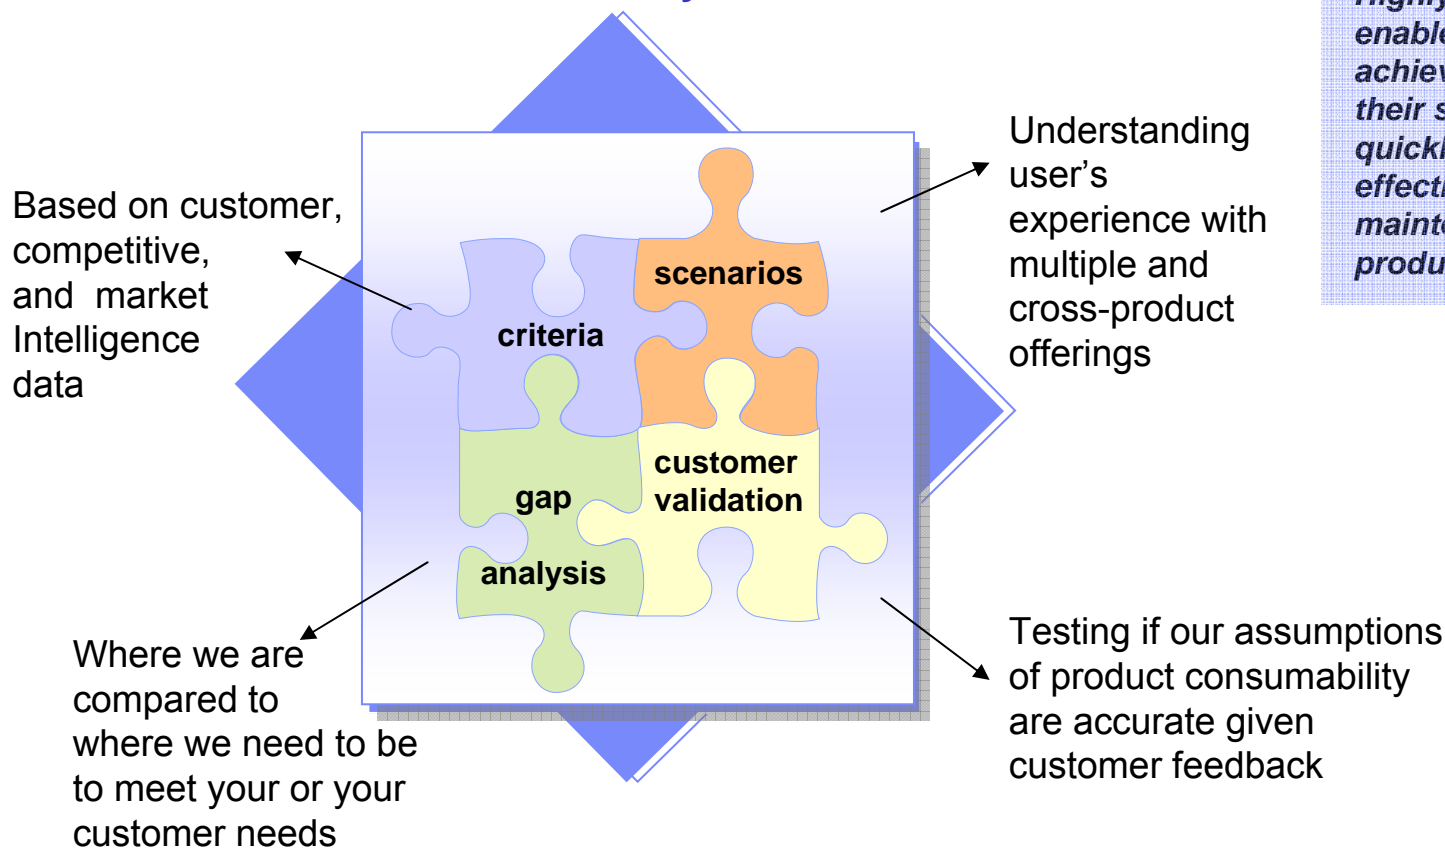 Based on customer,
competitive,
and market
Intelligence
data
scenarios
criteria
gap
analysis
customer
validation
Understanding
user's
experience with
multiple and
cross-product
offerings
Where we are
compared to
where we need to be
to meet your or your
customer needs
Testing if our assumptions
of product consumability
are accurate given
customer feedback
their